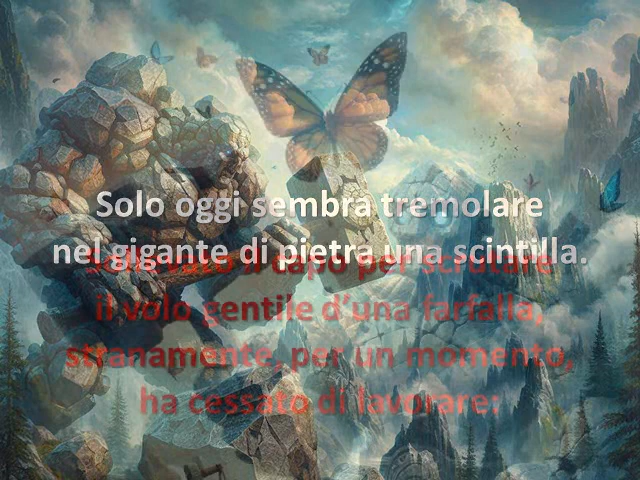 Solo oggi sembra tremolare
nel gigante di pietra una scintilla.
Sollevato il capo per scrutare
il volo gentile d'una farfalla,
stranamente, per un momento,
ha cessato di lavorare: